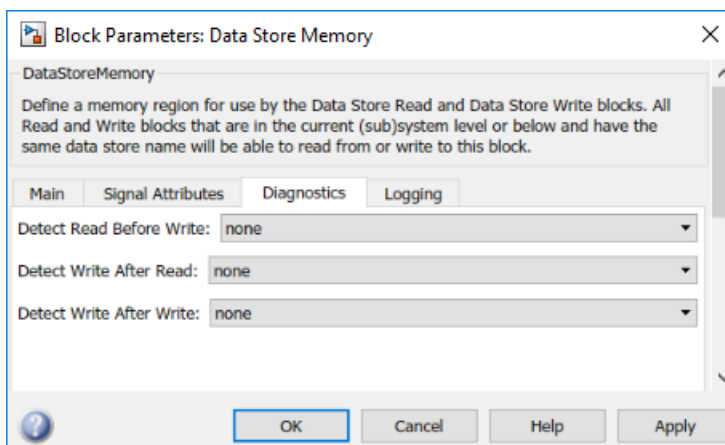 Block Parameters: Data Store Memory
DataStoreMemory
Define a memory region for use by the Data Store Read and Data Store Write blocks. All
Read and Write blocks that are in the current (sub)system level or below and have the
same data store name will be able to read from or write to this block.
Main Signal Attributes Diagnostics Logging
Detect Read Before Write: none
Detect Write After Read: none
Detect Write After Write: none
? OK Cancel Help Apply